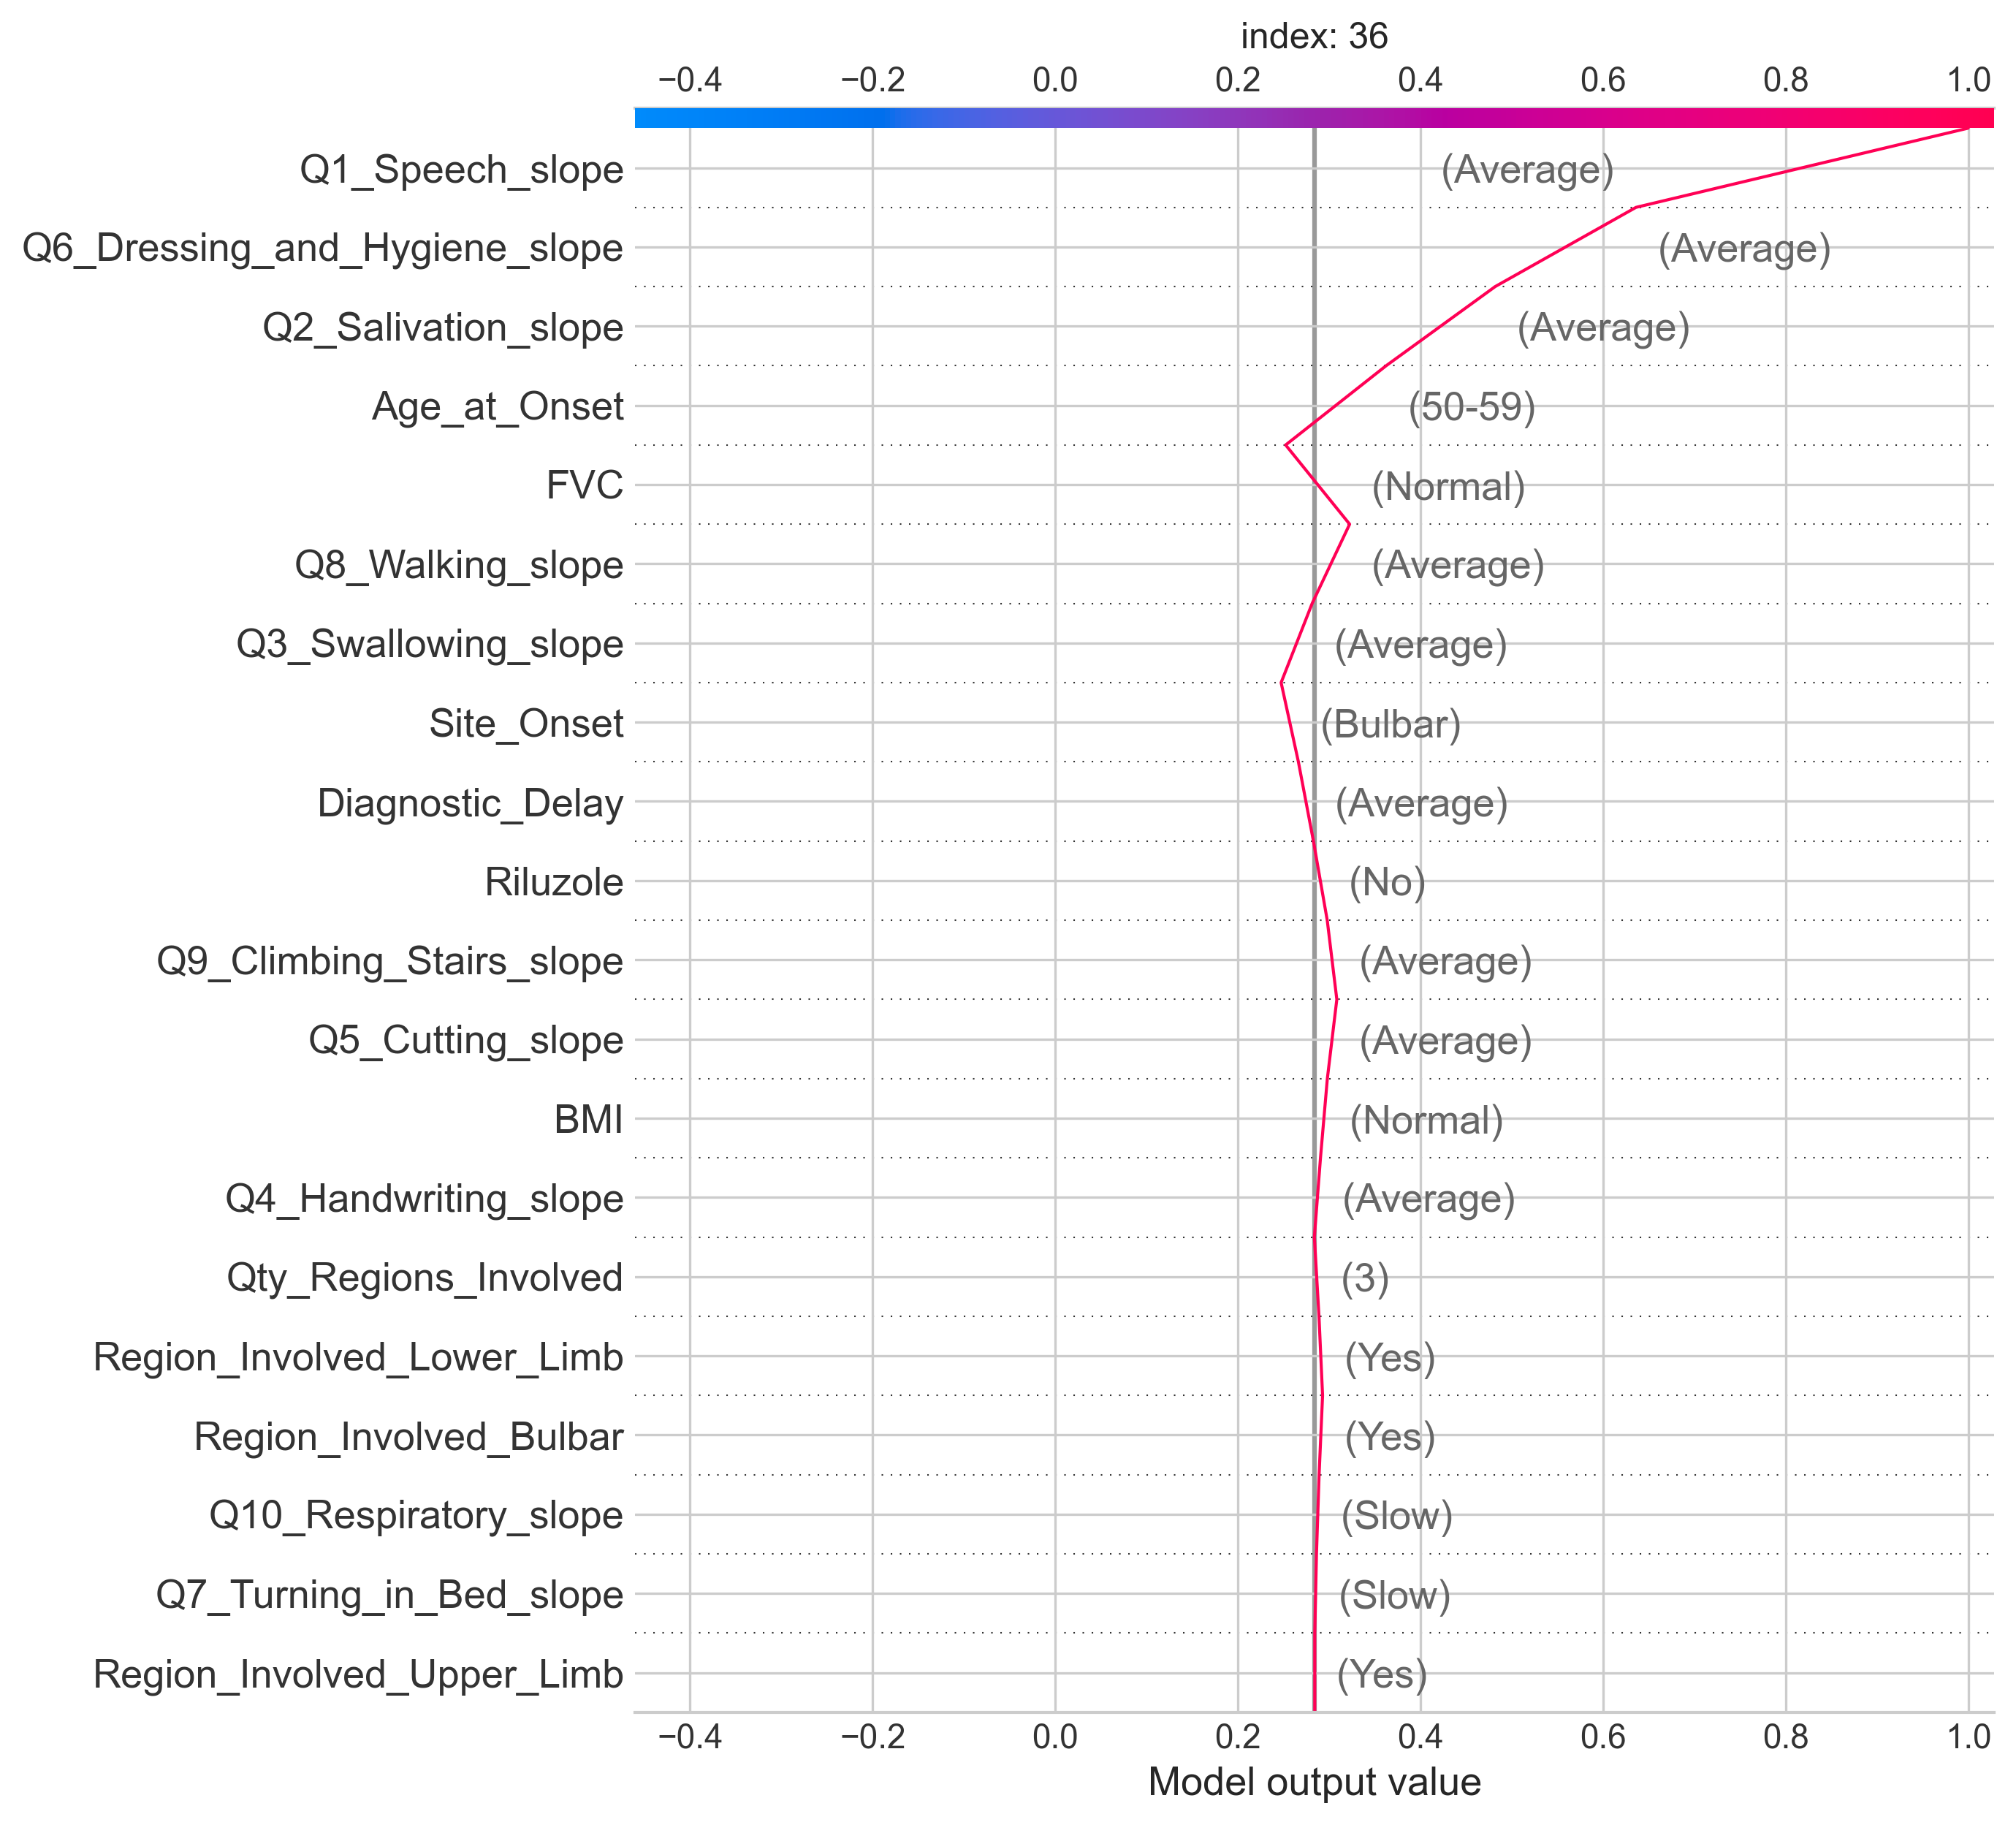 index: 36
−0.4 −0.2 0.0 0.2 0.4 0.6 0.8 1.0
Q1_Speech_slope (Average)
Q6_Dressing_and_Hygiene_slope (Average)
Q2_Salivation_slope (Average)
Age_at_Onset (50-59)
FVC (Normal)
Q8_Walking_slope (Average)
Q3_Swallowing_slope (Average)
Site_Onset (Bulbar)
Diagnostic_Delay (Average)
Riluzole (No)
Q9_Climbing_Stairs_slope (Average)
Q5_Cutting_slope (Average)
BMI (Normal)
Q4_Handwriting_slope (Average)
Qty_Regions_Involved (3)
Region_Involved_Lower_Limb (Yes)
Region_Involved_Bulbar (Yes)
Q10_Respiratory_slope (Slow)
Q7_Turning_in_Bed_slope (Slow)
Region_Involved_Upper_Limb (Yes)
−0.4 −0.2 0.0 0.2 0.4 0.6 0.8 1.0
Model output value